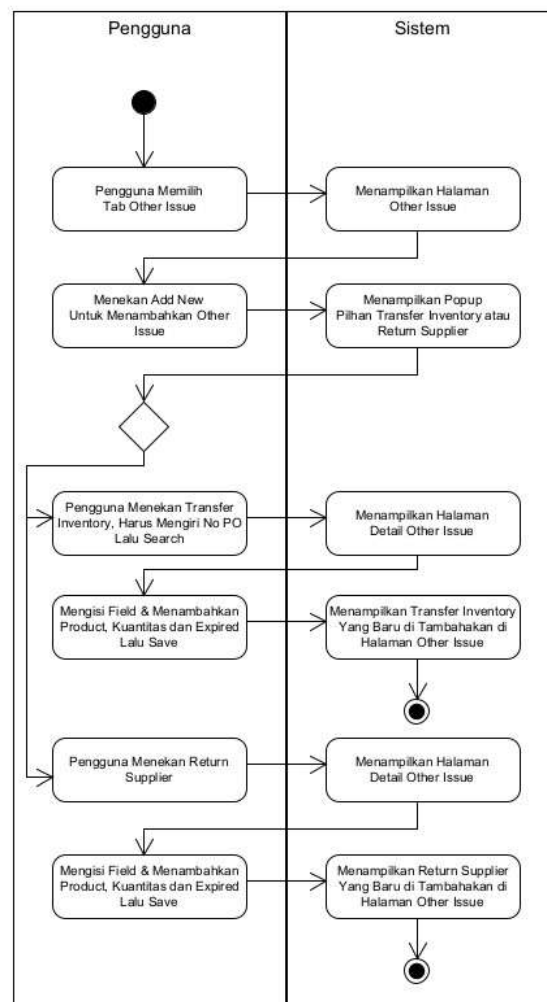 Pengguna
Sistem
Pengguna Memilih
Tab Other Issue
Menampilkan Halaman
Other Issue
Menekan Add New
Untuk Menambahkan Other
Issue
Menampilkan Popup
Pilhan Transfer Inventory atau
Return Supplier
Pengguna Menekan Transfer
Inventory, Harus Mengiri No PO
Lalu Search
Menampilkan Halaman
Detail Other Issue
Mengisi Field & Menambahkan
Product, Kuantitas dan Expired
Lalu Save
Menampilkan Transfer Inventory
Yang Baru di Tambahakan di
Halaman Other Issue
Pengguna Menekan Return
Supplier
Menampilkan Halaman
Detail Other Issue
Mengisi Field & Menambahkan
Product, Kuantitas dan Expired
Lalu Save
Menampilkan Return Supplier
Yang Baru di Tambahakan di
Halaman Other Issue